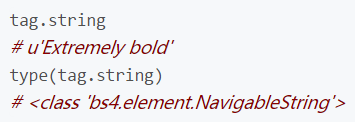 tag.string
# u'Extremely bold'
type(tag.string)
# <class 'bs4.element.NavigableString'>